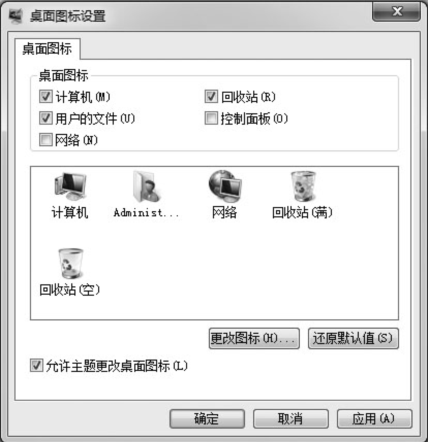 桌面图标设置
桌面图标
桌面图标
计算机(M) 回收站(R)
用户的文件(U) 控制面板(O)
网络(N)
计算机 Administ... 网络 回收站(满)
回收站(空)
更改图标(H)... 还原默认值(S)
允许主题更改桌面图标(L)
确定 取消 应用(A)